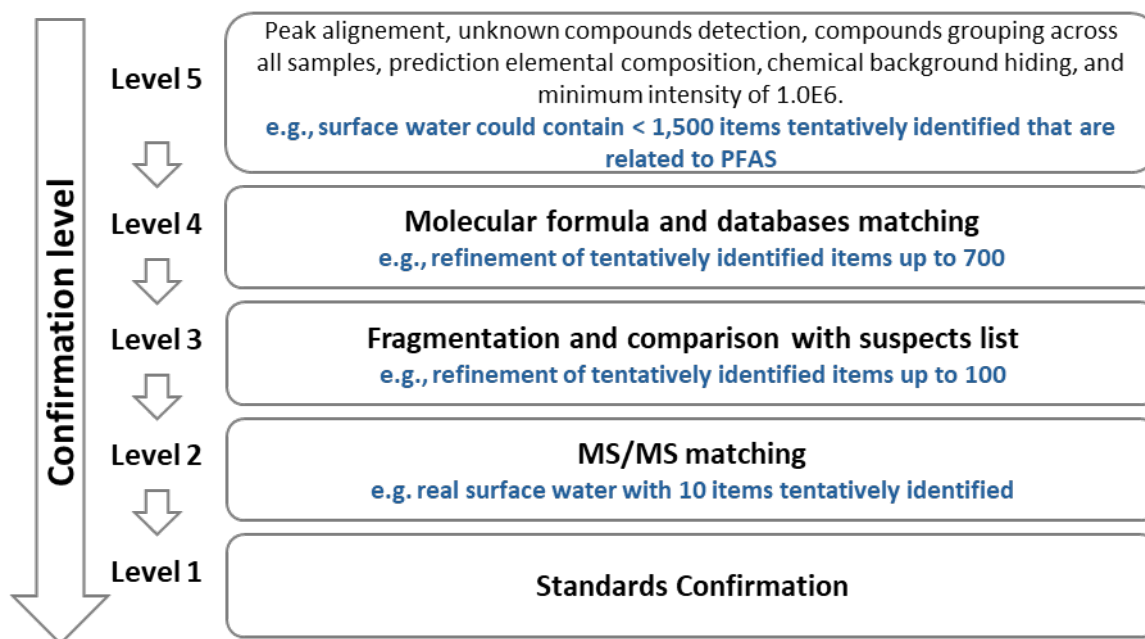 Confirmation level
Level 5
Peak alignement, unknown compounds detection, compounds grouping across
all samples, prediction elemental composition, chemical background hiding, and
minimum intensity of 1.0E6.
e.g., surface water could contain < 1,500 items tentatively identified that are
related to PFAS
Level 4
Molecular formula and databases matching
e.g., refinement of tentatively identified items up to 700
Level 3
Fragmentation and comparison with suspects list
e.g., refinement of tentatively identified items up to 100
Level 2
MS/MS matching
e.g. real surface water with 10 items tentatively identified
Level 1
Standards Confirmation